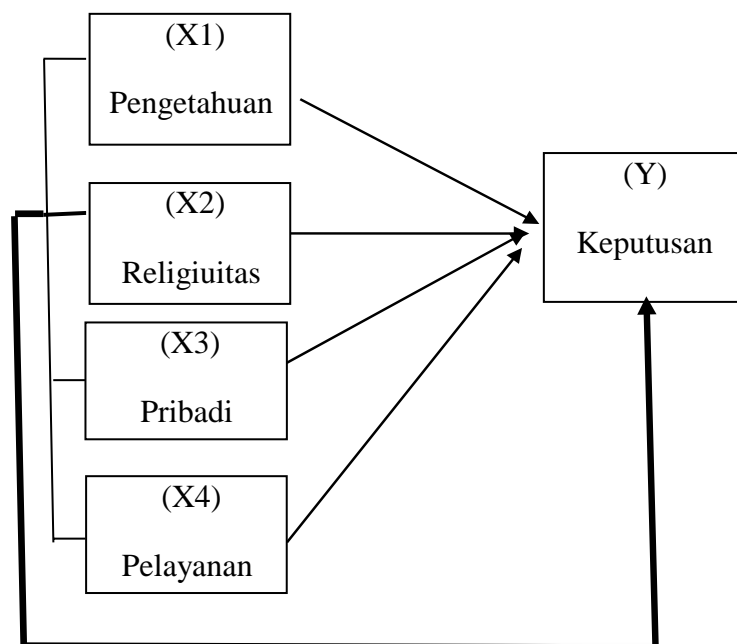 (X1)
Pengetahuan
(X2)
Religiuitas
(X3)
Pribadi
(X4)
Pelayanan
(Y)
Keputusan